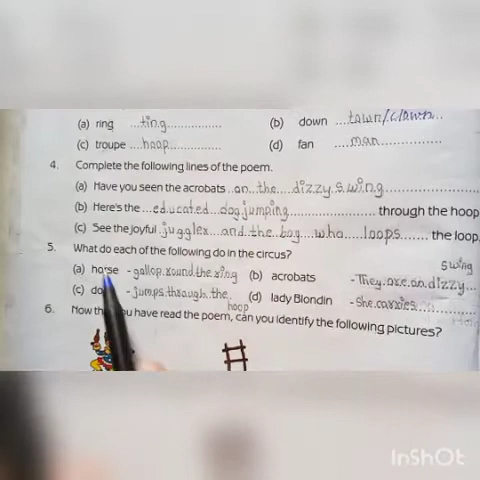 (a) ring ...ting............... (b) down ...town/clown...
(c) troupe ...hoop............ (d) fan ...man...............
4. Complete the following lines of the poem.
(a) Have you seen the acrobats ..on..the...dizzy swing........................
(b) Here's the ...educated...dog jumping...................... through the hoop
(c) See the joyful .juggler...and.the.boy...who...loops....... the loop
5. What do each of the following do in the circus?
swing
(a) horse - gallop round the ring (b) acrobats - They are on dizzy...
(c) do - jumps through the (d) lady Blondin - She carries
hoop
6. Now that you have read the poem, can you identify the following pictures?
InShOt